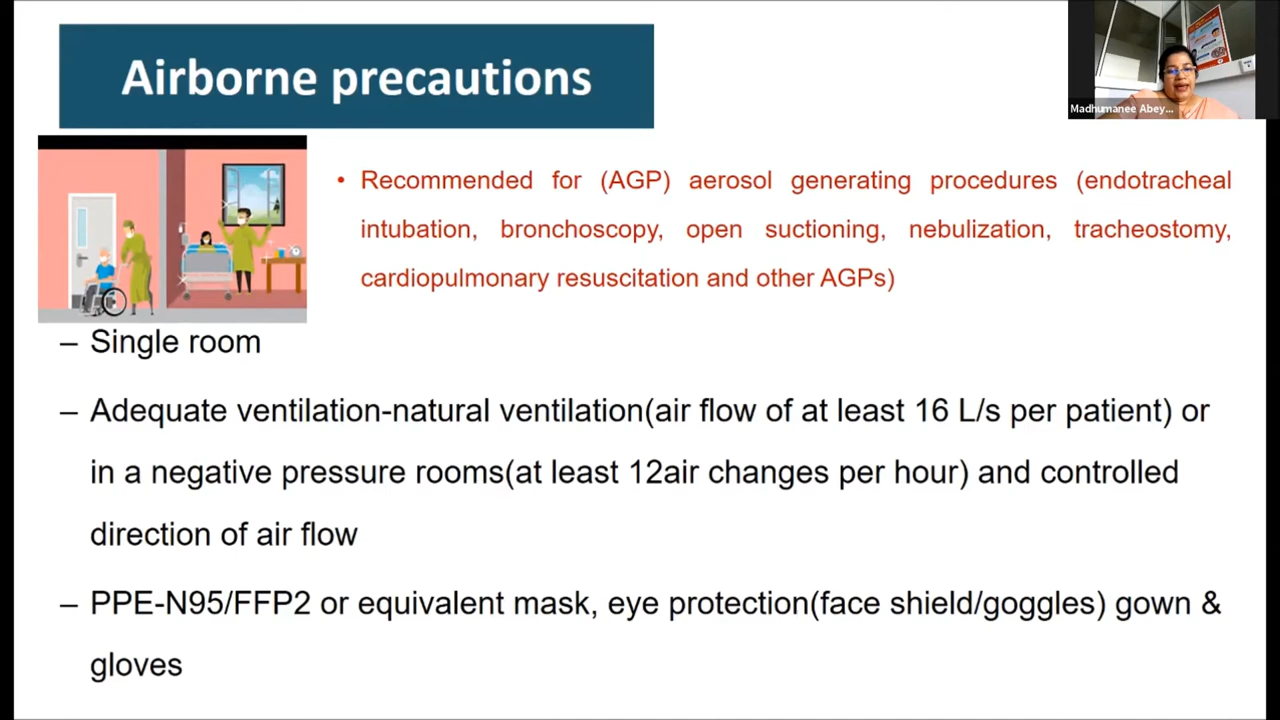 Airborne precautions
Madhumanee Abey...
• Recommended for (AGP) aerosol generating procedures (endotracheal
intubation, bronchoscopy, open suctioning, nebulization, tracheostomy,
cardiopulmonary resuscitation and other AGPs)
– Single room
– Adequate ventilation-natural ventilation(air flow of at least 16 L/s per patient) or
in a negative pressure rooms(at least 12air changes per hour) and controlled
direction of air flow
– PPE-N95/FFP2 or equivalent mask, eye protection(face shield/goggles) gown &
gloves